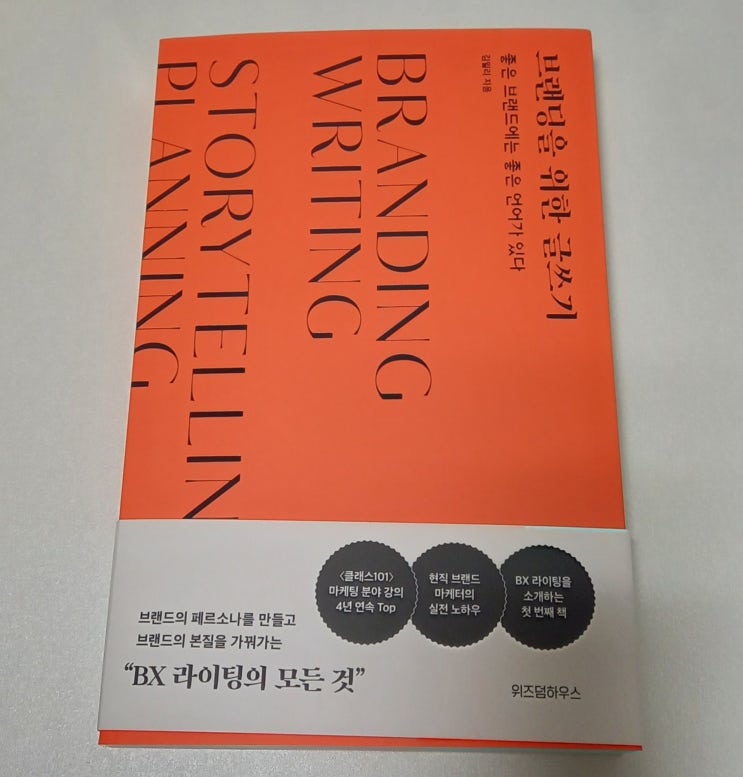 브랜딩을 위한 글쓰기
좋은 브랜드에는 좋은 언어가 있다
김일리 지음
BRANDING
WRITING
STORYTELLIN
PLANNING
〈클래스101〉
마케팅 분야 강의
4년 연속 Top
현직 브랜드
마케터의
실전 노하우
BX 라이팅을
소개하는
첫 번째 책
브랜드의 페르소나를 만들고
브랜드의 본질을 가꿔가는
“BX 라이팅의 모든 것”
위즈덤하우스